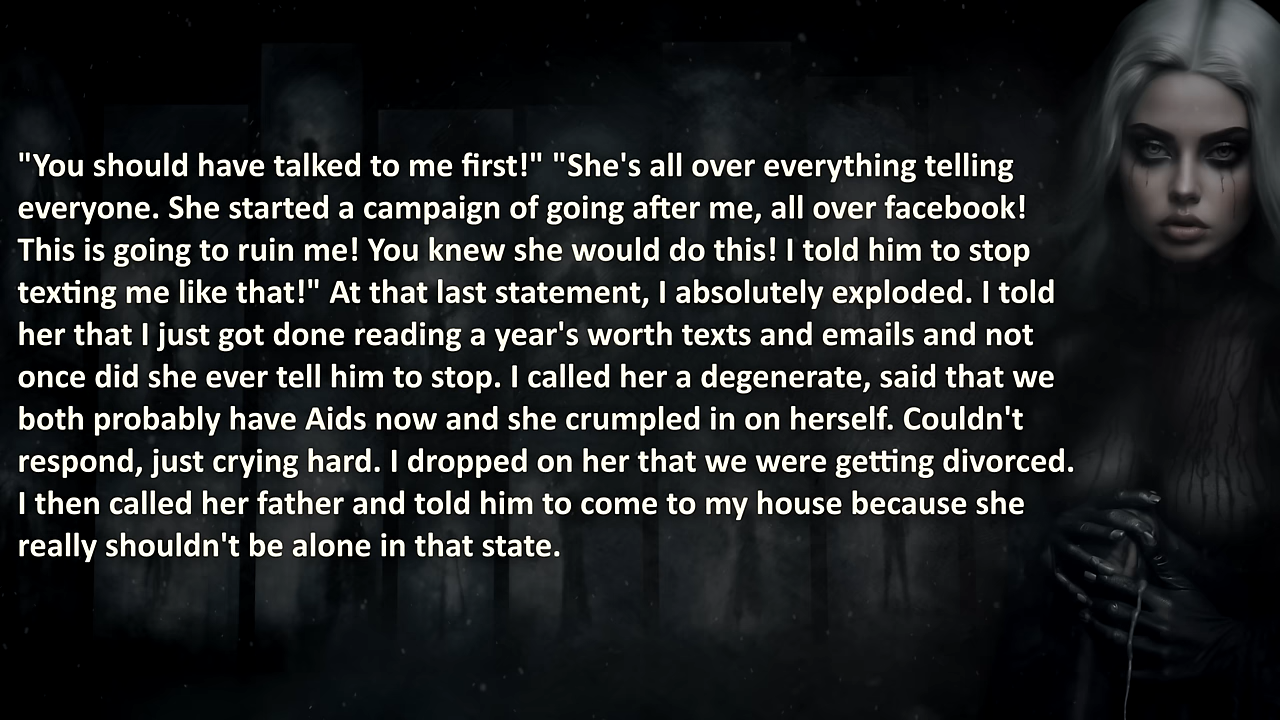 "You should have talked to me first!" "She's all over everything telling
everyone. She started a campaign of going after me, all over facebook!
This is going to ruin me! You knew she would do this! I told him to stop
texting me like that!" At that last statement, I absolutely exploded. I told
her that I just got done reading a year's worth texts and emails and not
once did she ever tell him to stop. I called her a degenerate, said that we
both probably have Aids now and she crumpled in on herself. Couldn't
respond, just crying hard. I dropped on her that we were getting divorced.
I then called her father and told him to come to my house because she
really shouldn't be alone in that state.